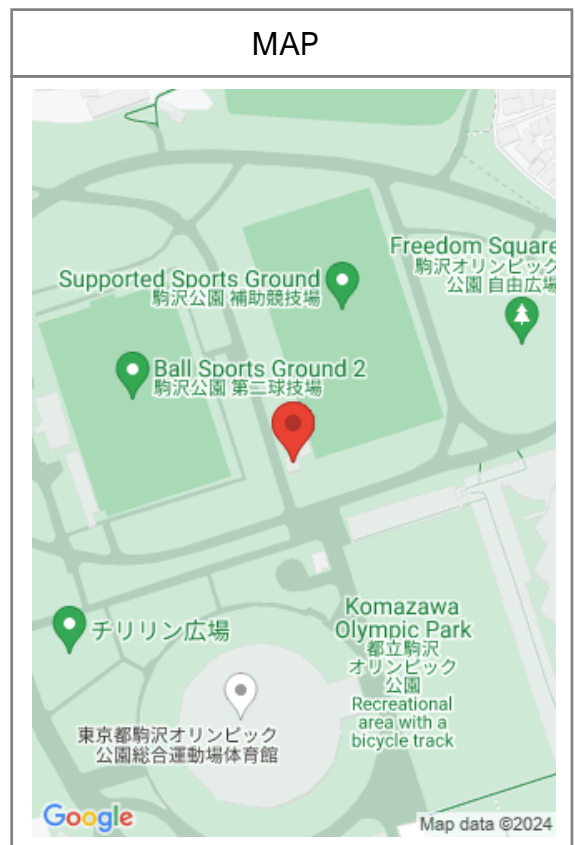 MAP
Freedom Square
駒沢オリンピック
公園 自由広場
Supported Sports Ground
駒沢公園 補助競技場
Ball Sports Ground 2
駒沢公園 第二球技場
Komazawa
Olympic Park
都立駒沢
オリンピック
公園
Recreational
area with a
bicycle track
チリリン広場
東京都駒沢オリンピック
公園総合運動場体育館
Google
Map data ©2024